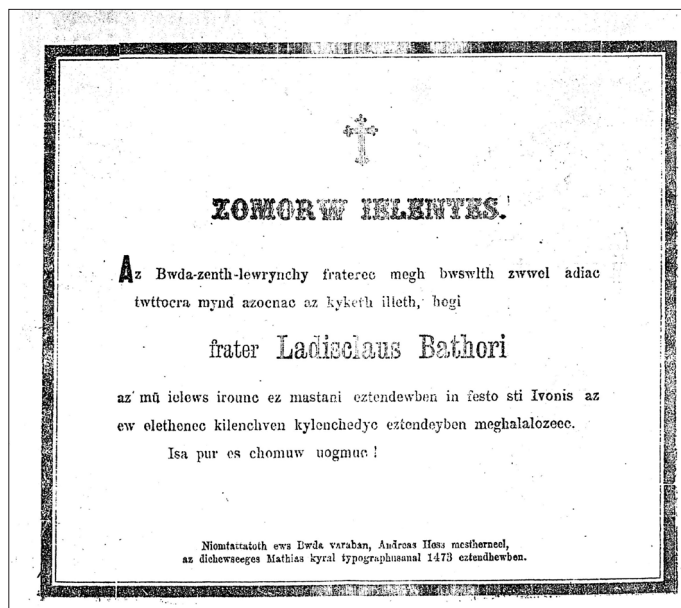 ZOMORW IELENTES.
Az Bwda-zenth-lewrynchy fraterec megh bwswlth zwwel adiac
twttocra mynd azocnac az kyketh illeth, hogi
frater Ladisclaus Bathori
az mü ielews irounc ez mastani eztendewben in festo sti Ivonis az
ew elethenec kilenchven kylenchedyc eztendeyben meghalalozeec.
Isa pur es chomuw uogmuc!
Niomtattatoth ews Bwda varaban, Andreas Hess mestherneel,
az dichewseeges Mathias kyral typographusanal 1473 eztendhewben.